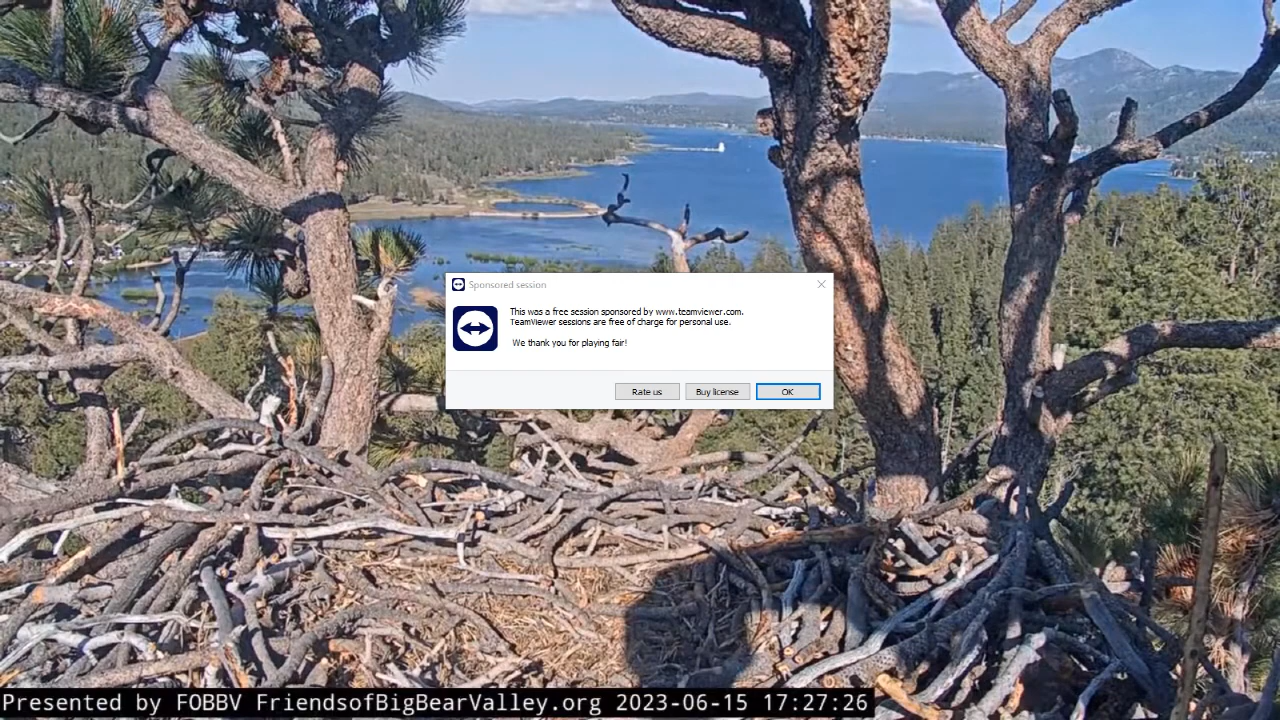 Sponsored session
This was a free session sponsored by www.teamviewer.com.
TeamViewer sessions are free of charge for personal use.
We thank you for playing fair!
Rate us Buy license OK
Presented by FOBBV FriendsofBigBearValley.org 2023-06-15 17:27:26